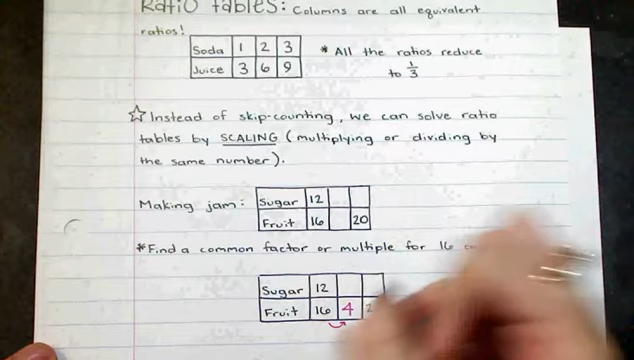 Ratio Tables: Columns are all equivalent
ratios!
Soda 1 2 3
Juice 3 6 9
* All the ratios reduce
to 1/3
☆ Instead of skip-counting, we can solve ratio
tables by SCALING (multiplying or dividing by
the same number).
Making jam:
Sugar 12
Fruit 16 20
*Find a common factor or multiple for 16
Sugar 12
Fruit 16 4